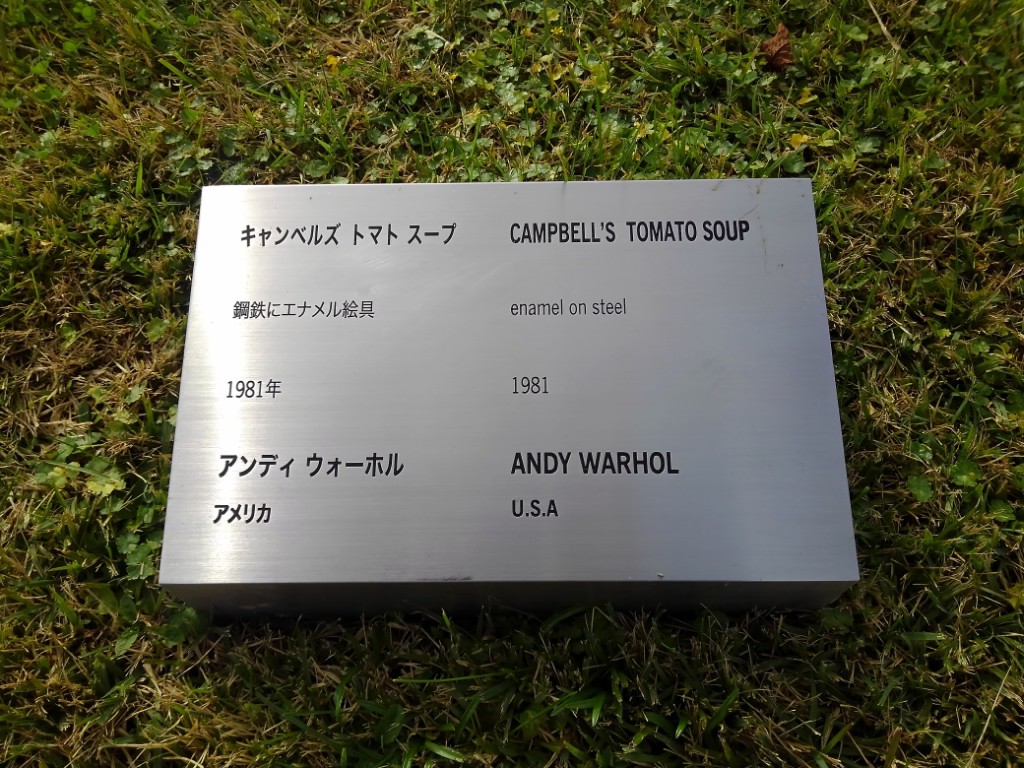 キャンベルズ トマト スープ CAMPBELL'S TOMATO SOUP
鋼鉄にエナメル絵具 enamel on steel
1981年 1981
アンディ ウォーホル ANDY WARHOL
アメリカ U.S.A